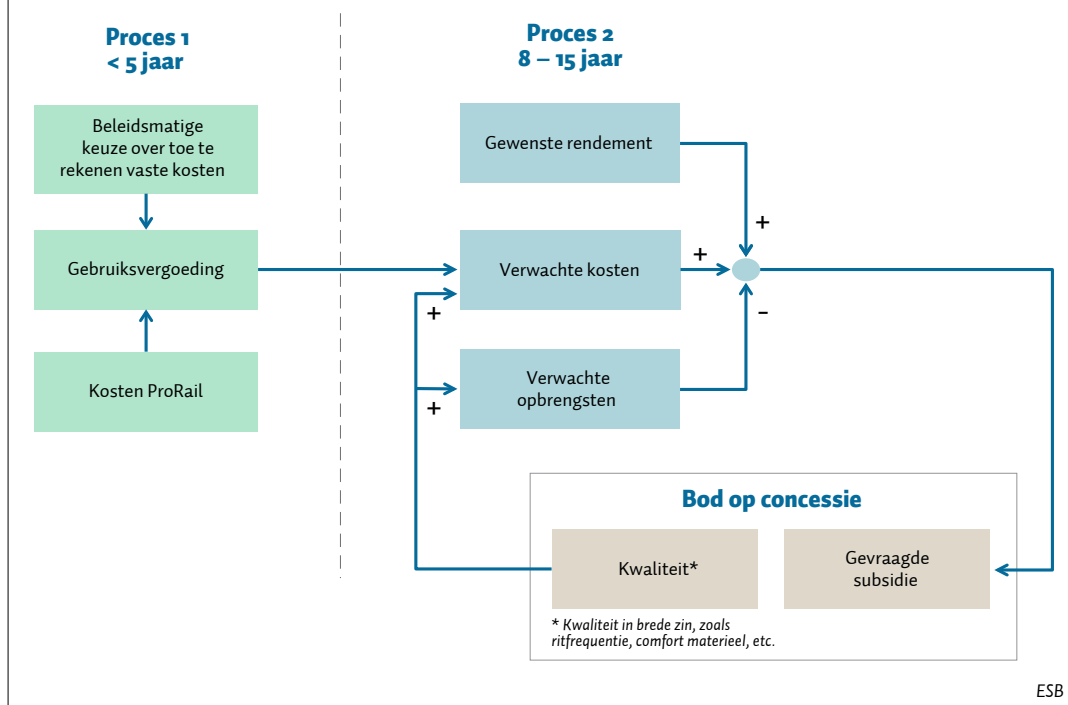 Proces 1
< 5 jaar
Beleidsmatige
keuze over toe te
rekenen vaste kosten
Gebruiksvergoeding
Kosten ProRail
Proces 2
8 – 15 jaar
Gewenste rendement
+
Verwachte kosten
+
+
Verwachte
opbrengsten
–
+
Bod op concessie
Kwaliteit*
Gevraagde
subsidie
* Kwaliteit in brede zin, zoals
ritfrequentie, comfort materieel, etc.
ESB